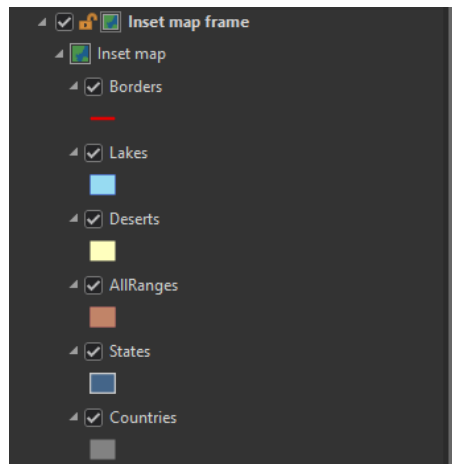 Inset map frame
Inset map
Borders
Lakes
Deserts
AllRanges
States
Countries